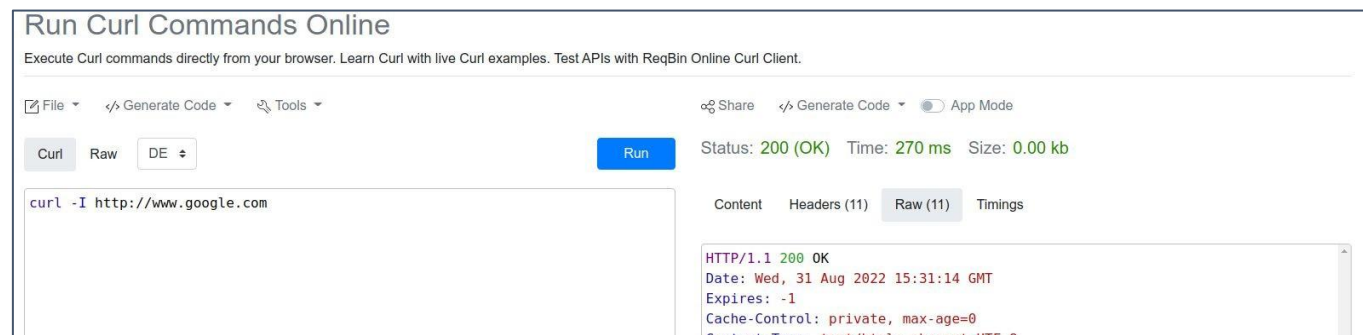 Run Curl Commands Online
Execute Curl commands directly from your browser. Learn Curl with live Curl examples. Test APIs with ReqBin Online Curl Client.
File </> Generate Code Tools
Curl Raw DE Run
curl -I http://www.google.com
Share </> Generate Code App Mode
Status: 200 (OK) Time: 270 ms Size: 0.00 kb
Content Headers (11) Raw (11) Timings
HTTP/1.1 200 OK
Date: Wed, 31 Aug 2022 15:31:14 GMT
Expires: -1
Cache-Control: private, max-age=0